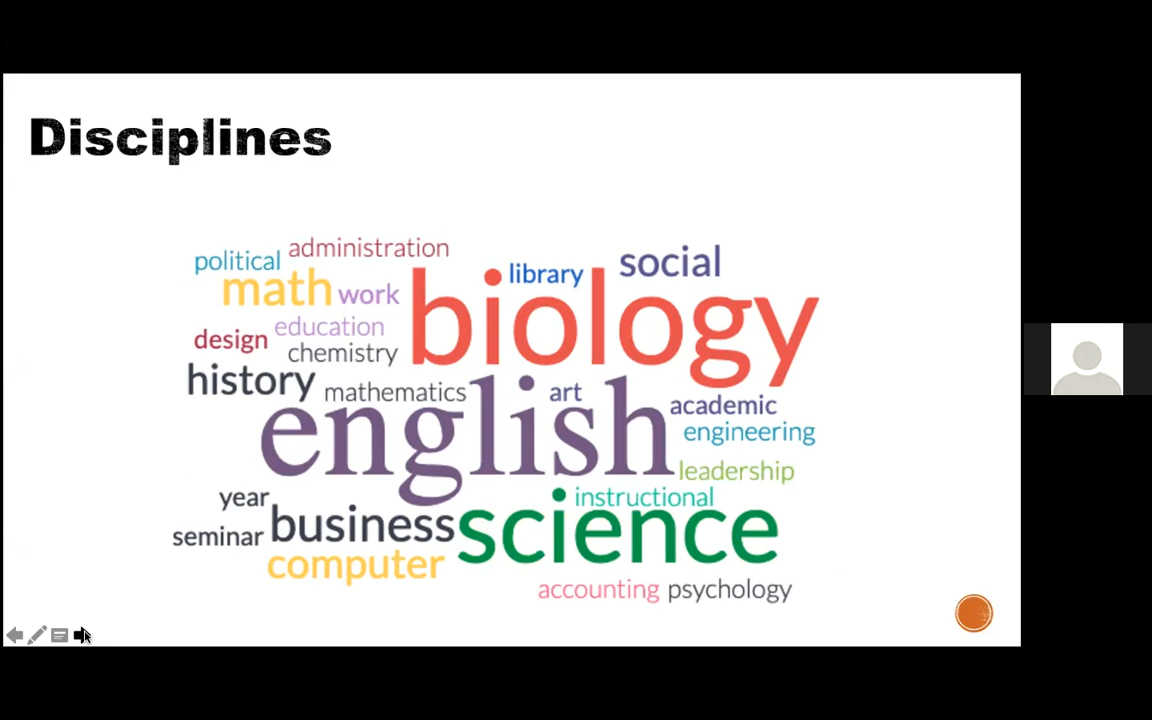 Disciplines
political administration
library social
math work biology
design education
chemistry
history mathematics art
english academic
engineering
leadership
year instructional
seminar business science
computer
accounting psychology